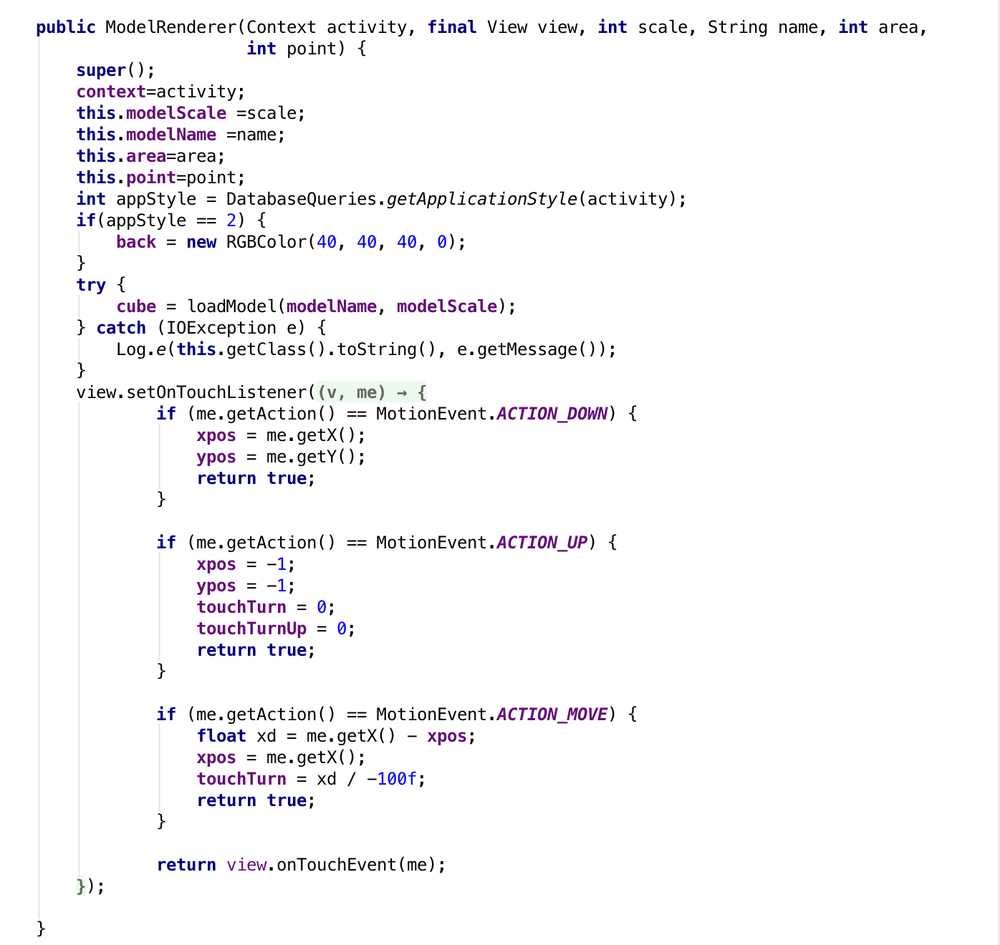 public ModelRenderer(Context activity, final View view, int scale, String name, int area,
                     int point) {
    super();
    context=activity;
    this.modelScale =scale;
    this.modelName =name;
    this.area=area;
    this.point=point;
    int appStyle = DatabaseQueries.getApplicationStyle(activity);
    if(appStyle == 2) {
        back = new RGBColor(40, 40, 40, 0);
    }
    try {
        cube = loadModel(modelName, modelScale);
    } catch (IOException e) {
        Log.e(this.getClass().toString(), e.getMessage());
    }
    view.setOnTouchListener((v, me) → {
            if (me.getAction() == MotionEvent.ACTION_DOWN) {
                xpos = me.getX();
                ypos = me.getY();
                return true;
            }

            if (me.getAction() == MotionEvent.ACTION_UP) {
                xpos = -1;
                ypos = -1;
                touchTurn = 0;
                touchTurnUp = 0;
                return true;
            }

            if (me.getAction() == MotionEvent.ACTION_MOVE) {
                float xd = me.getX() - xpos;
                xpos = me.getX();
                touchTurn = xd / -100f;
                return true;
            }

            return view.onTouchEvent(me);
    });

}